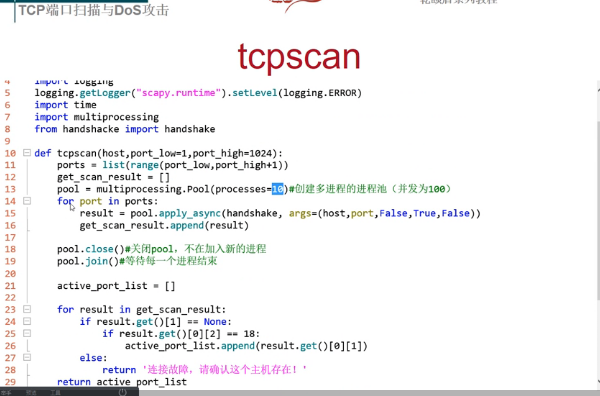 TCP端口扫描与DoS攻击
tcpscan
4 import logging
5 logging.getLogger("scapy.runtime").setLevel(logging.ERROR)
6 import time
7 import multiprocessing
8 from handshacke import handshake
9
10 def tcpscan(host,port_low=1,port_high=1024):
11 ports = list(range(port_low,port_high+1))
12 get_scan_result = []
13 pool = multiprocessing.Pool(processes=10)#创建多进程的进程池（并发为100）
14 for port in ports:
15 result = pool.apply_async(handshake, args=(host,port,False,True,False))
16 get_scan_result.append(result)
17
18 pool.close()#关闭pool，不在加入新的进程
19 pool.join()#等待每一个进程结束
20
21 active_port_list = []
22
23 for result in get_scan_result:
24 if result.get()[1] == None:
25 if result.get()[0][2] == 18:
26 active_port_list.append(result.get()[0][1])
27 else:
28 return '连接故障，请确认这个主机存在！'
29 return active_port_list